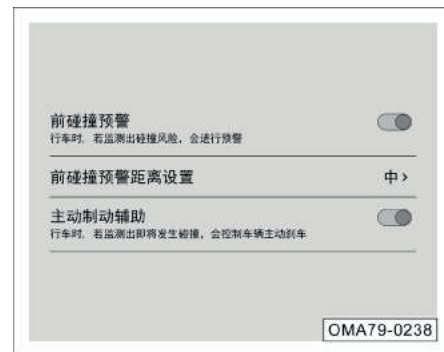 前碰撞预警
行车时，若监测出碰撞风险，会进行预警
前碰撞预警距离设置 中›
主动制动辅助
行车时，若监测出即将发生碰撞，会控制车辆主动刹车
OMA79-0238